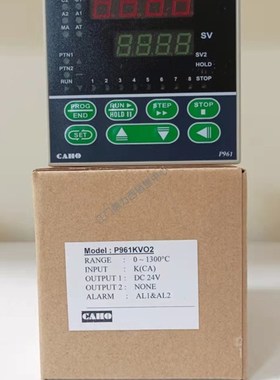 C1
A1
MA
C2
A2
AT
SV
PTN1
PTN2
SV2
HOLD
RUN
1 2 3 4 5 6 7 8 STOP
PROG
END
RUN
HOLD
STEP
STOP
SET
CAHO
P961
Model : P961KVO2
RANGE : 0 ~ 1300°C
INPUT : K(CA)
OUTPUT 1 : DC 24V
OUTPUT 2 : NONE
ALARM : AL1&AL2
CAHO